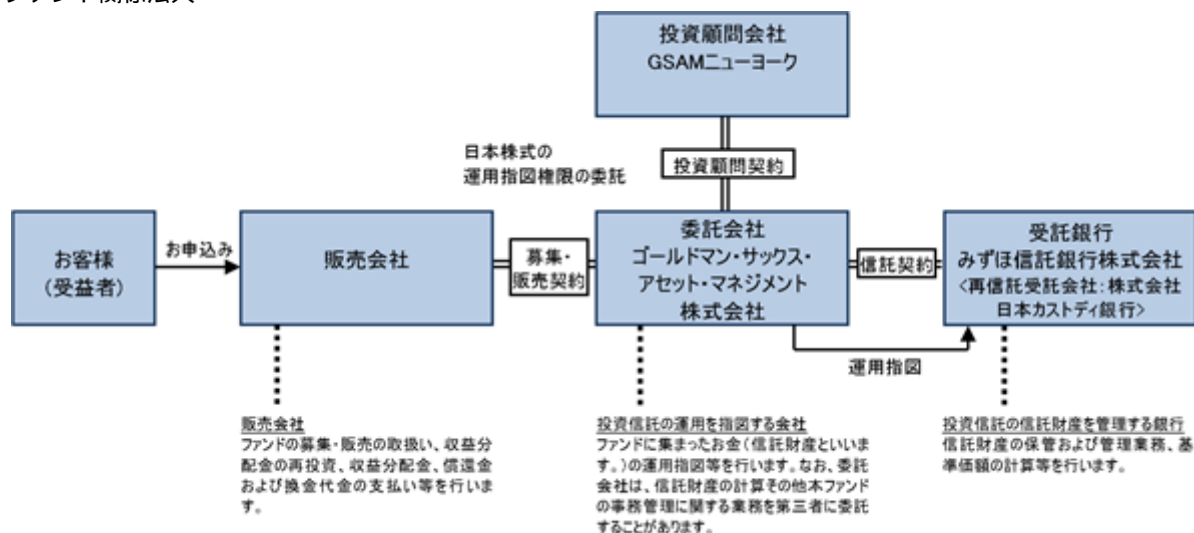 投資顧問会社
GSAMニューヨーク
日本株式の
運用指図権限の委託
投資顧問契約
お客様
(受益者)
お申込み
販売会社
募集・
販売契約
委託会社
ゴールドマン・サックス・
アセット・マネジメント
株式会社
信託契約
受託銀行
みずほ信託銀行株式会社
<再信託受託会社:株式会社
日本カストディ銀行>
運用指図
販売会社
ファンドの募集・販売の取扱い、収益分
配金の再投資、収益分配金、償還金
および換金代金の支払い等を行いま
す。
投資信託の運用を指図する会社
ファンドに集まったお金(信託財産といいま
す。)の運用指図等を行います。なお、委託
会社は、信託財産の計算その他本ファンド
の事務管理に関する業務を第三者に委託
することがあります。
投資信託の信託財産を管理する銀行
信託財産の保管および管理業務、基
準価額の計算等を行います。